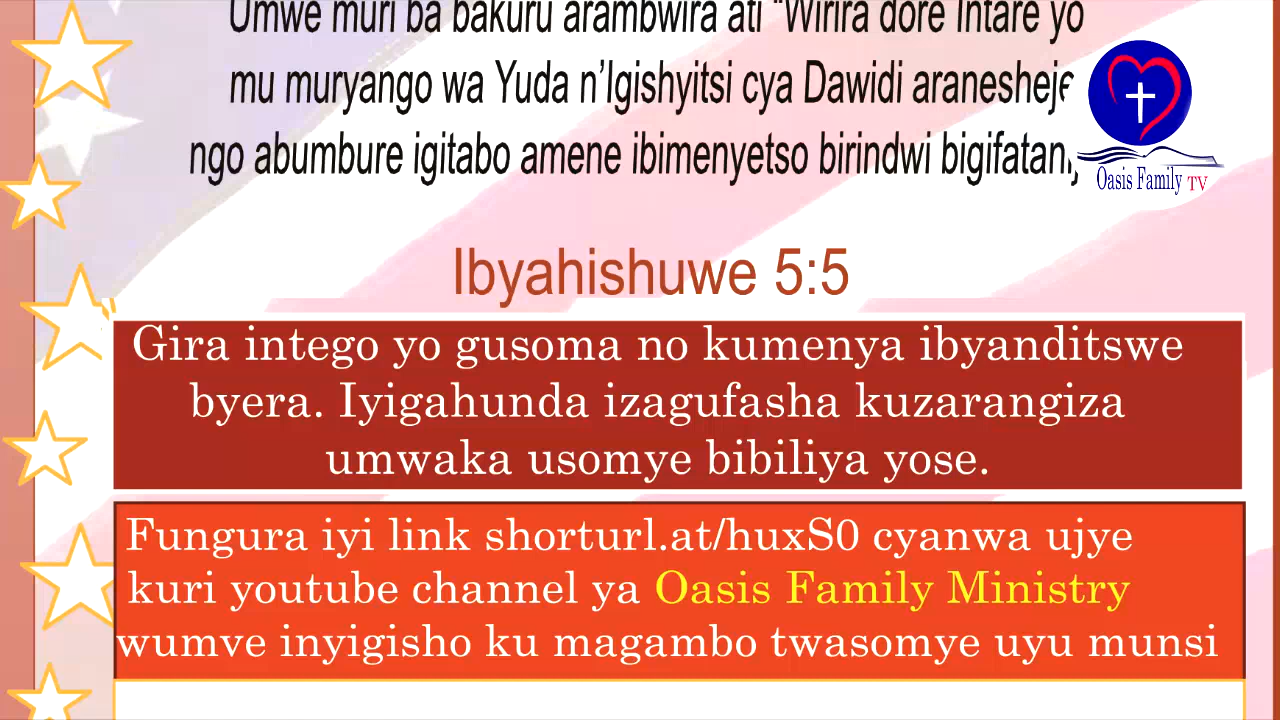 Umwe muri ba bakuru arambwira ati "Wirira dore Intare yo
mu muryango wa Yuda n'Igishyitsi cya Dawidi araneshej
ngo abumbure igitabo amene ibimenyetso birindwi bigifatan
Oasis Family TV
Ibyahishuwe 5:5
Gira intego yo gusoma no kumenya ibyanditswe
byera. Iyigahunda izagufasha kuzarangiza
umwaka usomye bibiliya yose.
Fungura iyi link shorturl.at/huxS0 cyanwa ujye
kuri youtube channel ya Oasis Family Ministry
wumve inyigisho ku magambo twasomye uyu munsi